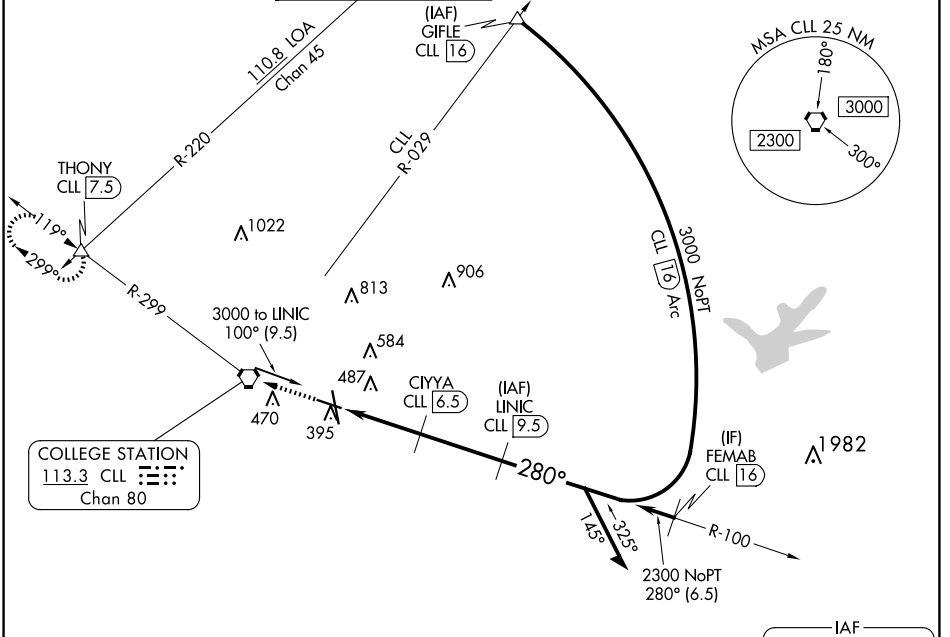 (IAF)
GIFLE
CLL 16
110.8 LOA
Chan 45
R-220
CLL
R-029
MSA CLL 25 NM
180°
3000
2300
300°
THONY
CLL 7.5
119°
299°
R-299
1022
813
906
3000 NoPT
CLL 16 Arc
3000 to LINIC
100° (9.5)
584
487
470
395
CIYYA
CLL 6.5
(IAF)
LINIC
CLL 9.5
280°
COLLEGE STATION
113.3 CLL
Chan 80
(IF)
FEMAB
CLL 16
1982
145°
325°
R-100
2300 NoPT
280° (6.5)
IAF